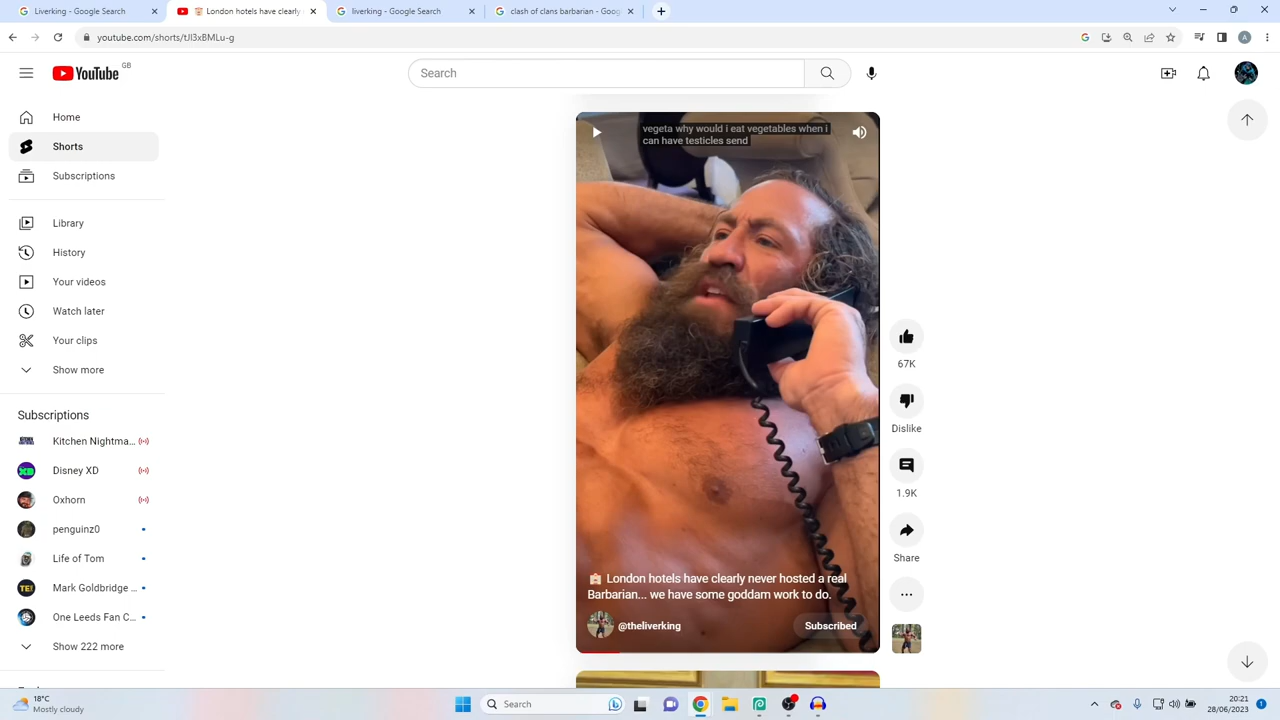 Liverking - Google Search
London hotels have clearly
liverking - Google Search
clash of clans barbarian - Goog
youtube.com/shorts/tJl3xBMLu-g
A
YouTube
GB
Search
Home
Shorts
Subscriptions
Library
History
Your videos
Watch later
Your clips
Show more
Subscriptions
Kitchen Nightma...
Disney XD
Oxhorn
penguinz0
Life of Tom
Mark Goldbridge ...
One Leeds Fan C...
Show 222 more
vegeta why would i eat vegetables when i
can have testicles send
London hotels have clearly never hosted a real
Barbarian... we have some goddam work to do.
@theliverking
Subscribed
67K
Dislike
1.9K
Share
18°C
Mostly cloudy
Search
20:21
28/06/2023
1